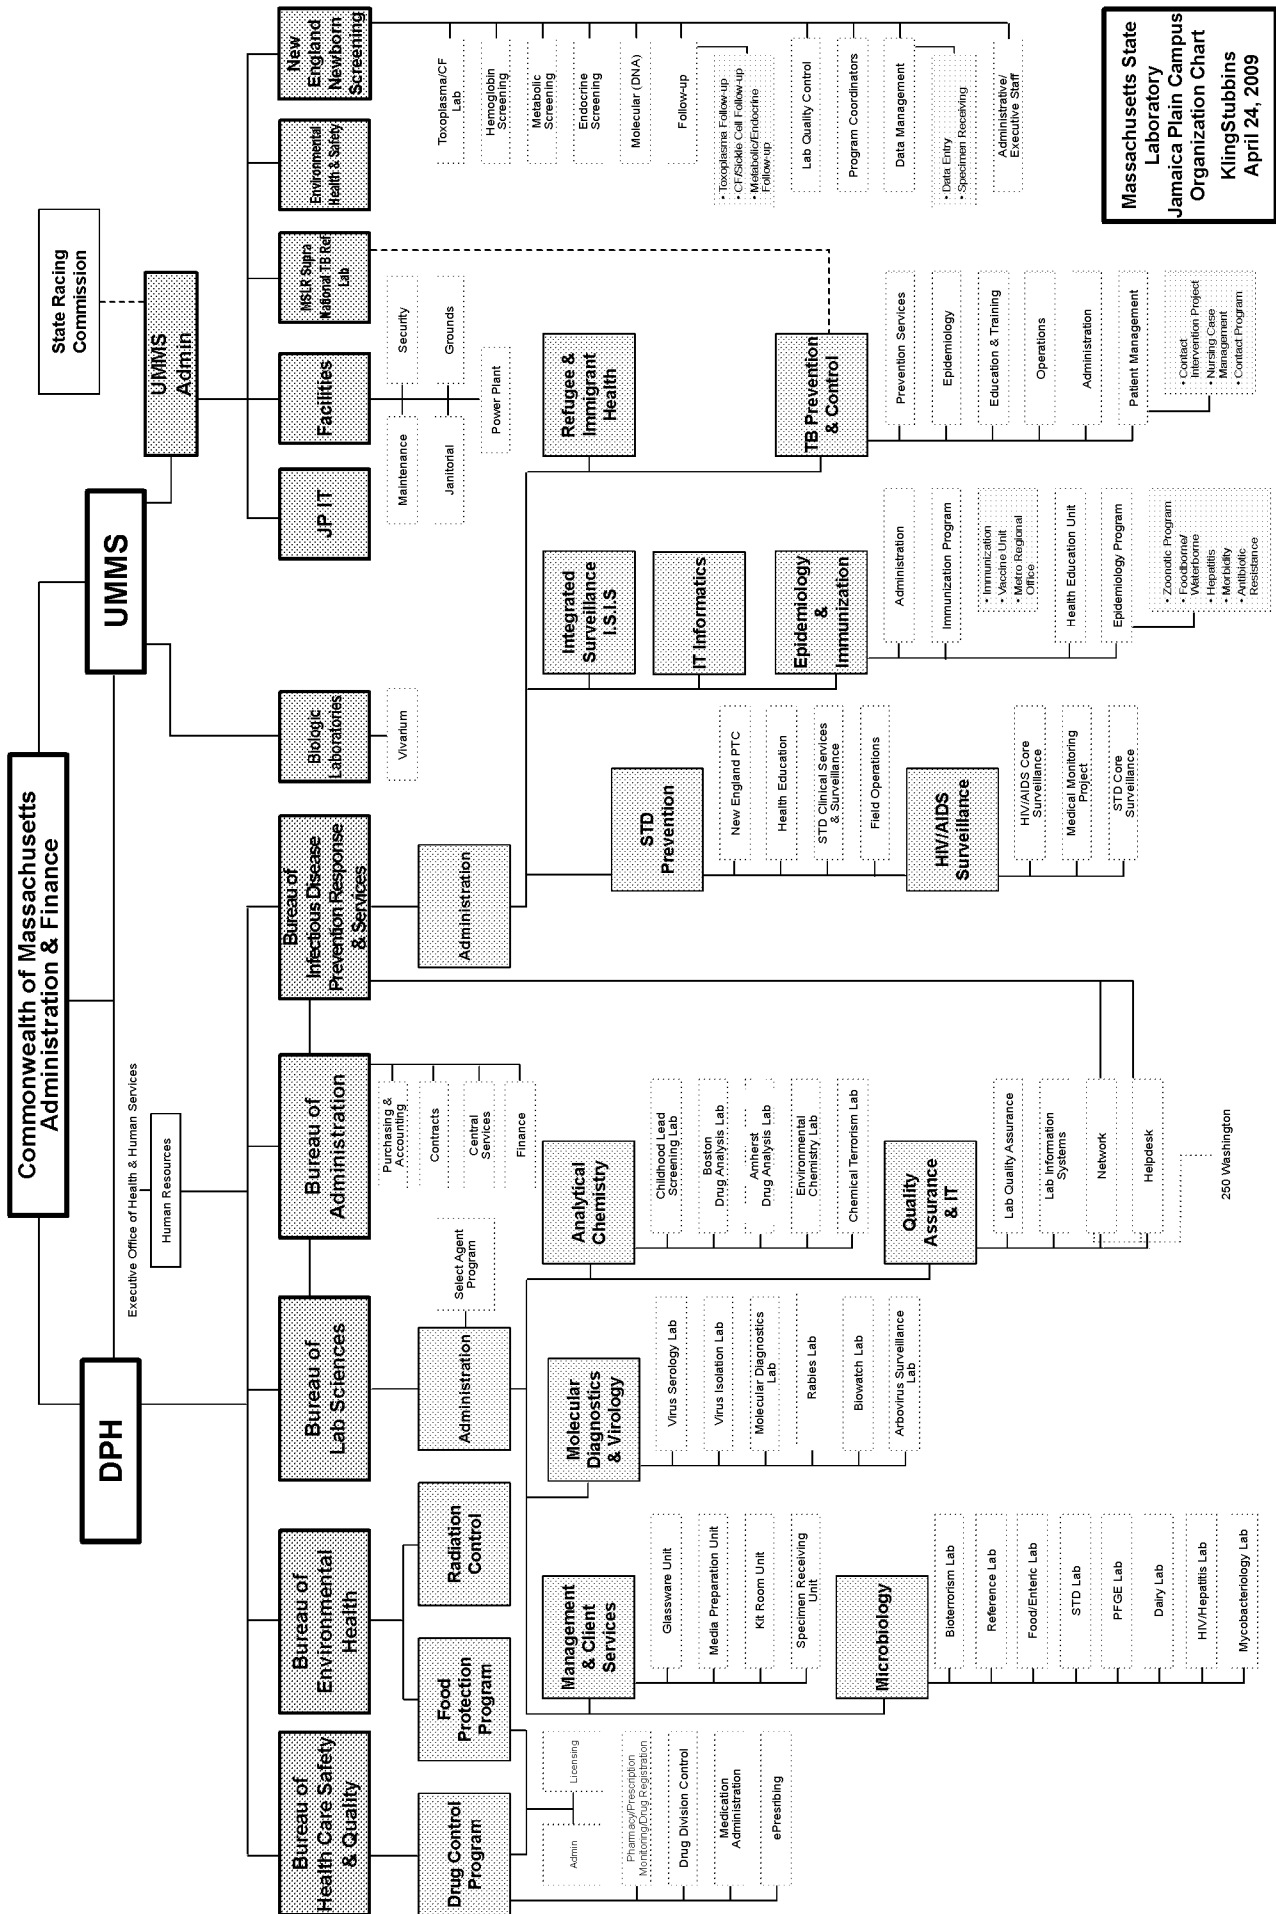 Commonwealth of Massachusetts
Administration & Finance
DPH
UMMS
State Racing
Commission
UMMS
Admin
Executive Office of Health & Human Services
Human Resources
Bureau of
Health Care Safety
& Quality
Bureau of
Environmental
Health
Bureau of
Lab Sciences
Bureau of
Administration
Bureau of
Infectious Disease
Prevention Response
& Services
Biologic
Laboratories
JP IT
Facilities
MSLR Supra
National TB Ref
Lab
Environmental
Health & Safety
New
England
Newborn
Screening
Drug Control
Program
Food
Protection
Program
Radiation
Control
Administration
Select Agent
Program
Purchasing &
Accounting
Contracts
Central
Services
Finance
Administration
Vivarium
Maintenance
Security
Janitorial
Grounds
Power Plant
Toxoplasma/CF
Lab
Hemoglobin
Screening
Metabolic
Screening
Endocrine
Screening
Molecular (DNA)
Follow-up
• Toxoplasma Follow-up
• CF/Sickle Cell Follow-up
• Metabolic/Endocrine
Follow-up
Lab Quality Control
Program Coordinators
Data Management
• Data Entry
• Specimen Receiving
Administrative/
Executive Staff
Admin
Licensing
Pharmacy/Prescription
Monitoring/Drug Registration
Drug Division Control
Medication
Administration
ePresribing
Management
& Client
Services
Glassware Unit
Media Preparation Unit
Kit Room Unit
Specimen Receiving
Unit
Microbiology
Bioterrorism Lab
Reference Lab
Food/Enteric Lab
STD Lab
PFGE Lab
Dairy Lab
HIV/Hepatitis Lab
Mycobacteriology Lab
Molecular
Diagnostics
& Virology
Virus Serology Lab
Virus Isolation Lab
Molecular Diagnostics
Lab
Rabies Lab
Biowatch Lab
Arbovirus Surveillance
Lab
Analytical
Chemistry
Childhood Lead
Screening Lab
Boston
Drug Analysis Lab
Amherst
Drug Analysis Lab
Environmental
Chemistry Lab
Chemical Terrorism Lab
Quality
Assurance
& IT
Lab Quality Assurance
Lab Information
Systems
Network
Helpdesk
250 Washington
STD
Prevention
New England PTC
Health Education
STD Clinical Services
& Surveillance
Field Operations
HIV/AIDS
Surveillance
HIV/AIDS Core
Surveillance
Medical Monitoring
Project
STD Core
Surveillance
Integrated
Surveillance
I.S.I.S
IT Informatics
Epidemiology
&
Immunization
Administration
Immunization Program
• Immunization
• Vaccine Unit
• Metro Regional
Office
Health Education Unit
Epidemiology Program
• Zoonotic Program
• Foodborne/
Waterborne
• Hepatitis
• Morbidity
• Antibiotic
Resistance
Refugee &
Immigrant
Health
TB Prevention
& Control
Prevention Services
Epidemiology
Education & Training
Operations
Administration
Patient Management
• Contact
Intervention Project
• Nursing Case
Management
• Contact Program
Massachusetts State
Laboratory
Jamaica Plain Campus
Organization Chart
KlingStubbins
April 24, 2009